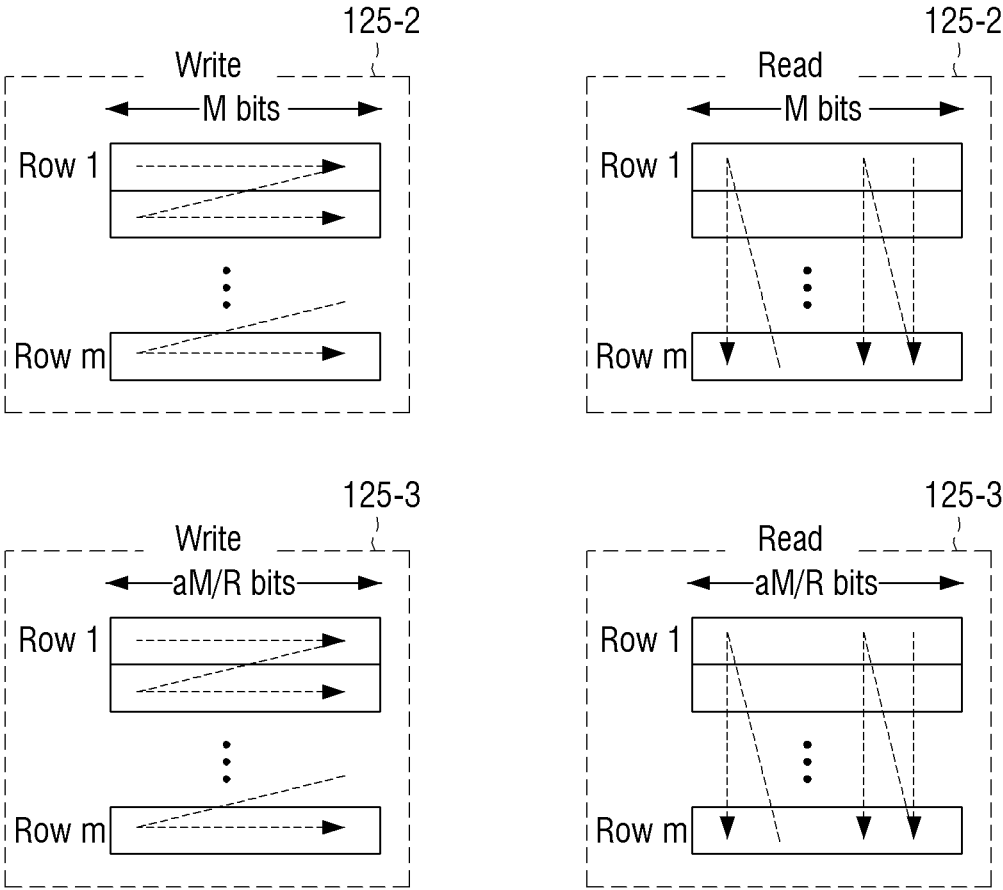 125-2
Write
M bits
Row 1
Row m
125-2
Read
M bits
Row 1
Row m
125-3
Write
aM/R bits
Row 1
Row m
125-3
Read
aM/R bits
Row 1
Row m